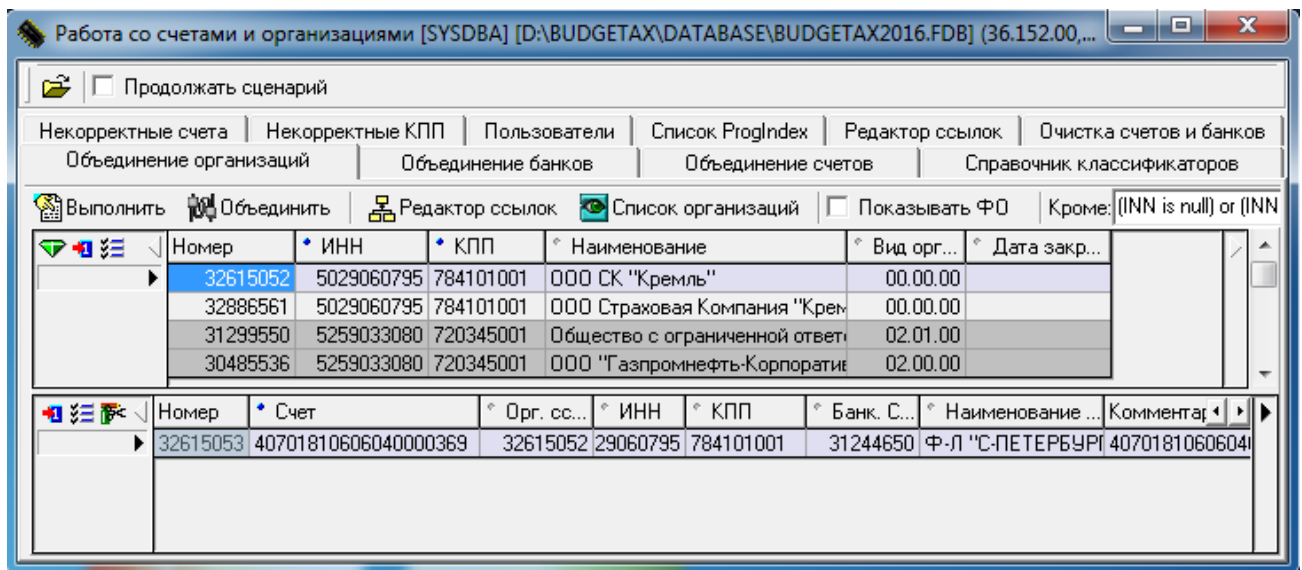 Работа со счетами и организациями [SYSDBA] [D:\BUDGETAX\DATABASE\BUDGETAX2016.FDB] (36.152.00,...
Продолжать сценарий
Некорректные счета Некорректные КПП Пользователи Список ProgIndex Редактор ссылок Очистка счетов и банков
Объединение организаций Объединение банков Объединение счетов Справочник классификаторов
Выполнить Объединить Редактор ссылок Список организаций Показывать ФО Кроме: (INN is null) or (INN
Номер ИНН КПП Наименование Вид орг... Дата закр...
32615052 5029060795 784101001 ООО СК "Кремль" 00.00.00
32886561 5029060795 784101001 ООО Страховая Компания "Крем 00.00.00
31299550 5259033080 720345001 Общество с ограниченной ответ 02.01.00
30485536 5259033080 720345001 ООО "Газпромнефть-Корпоратив 02.00.00
Номер Счет Орг. сс... ИНН КПП Банк. С... Наименование ... Комментар
32615053 40701810606040000369 32615052 29060795 784101001 31244650 Ф-Л "С-ПЕТЕРБУРГ 4070181060604